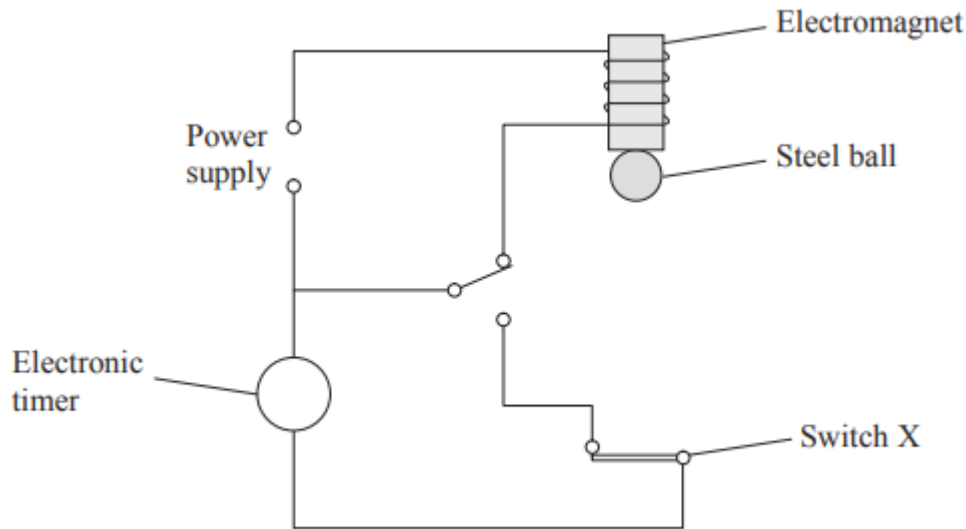 Electromagnet
Power
supply
Steel ball
Electronic
timer
Switch X